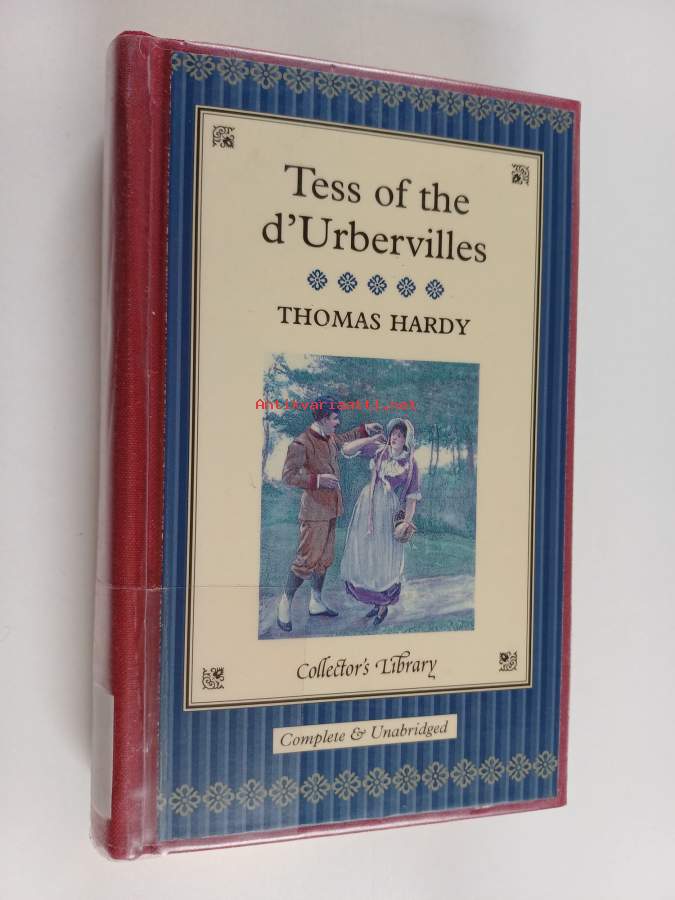 Tess of the
d'Urbervilles
THOMAS HARDY
Antikvariaatti.net
Collector's Library
Complete & Unabridged